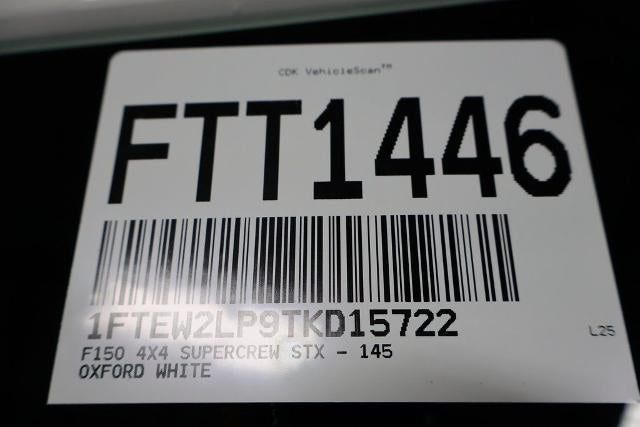 CDK VehicleScan™
FTT1446
1FTEW2LP9TKD15722
L25
F150 4X4 SUPERCREW STX - 145
OXFORD WHITE